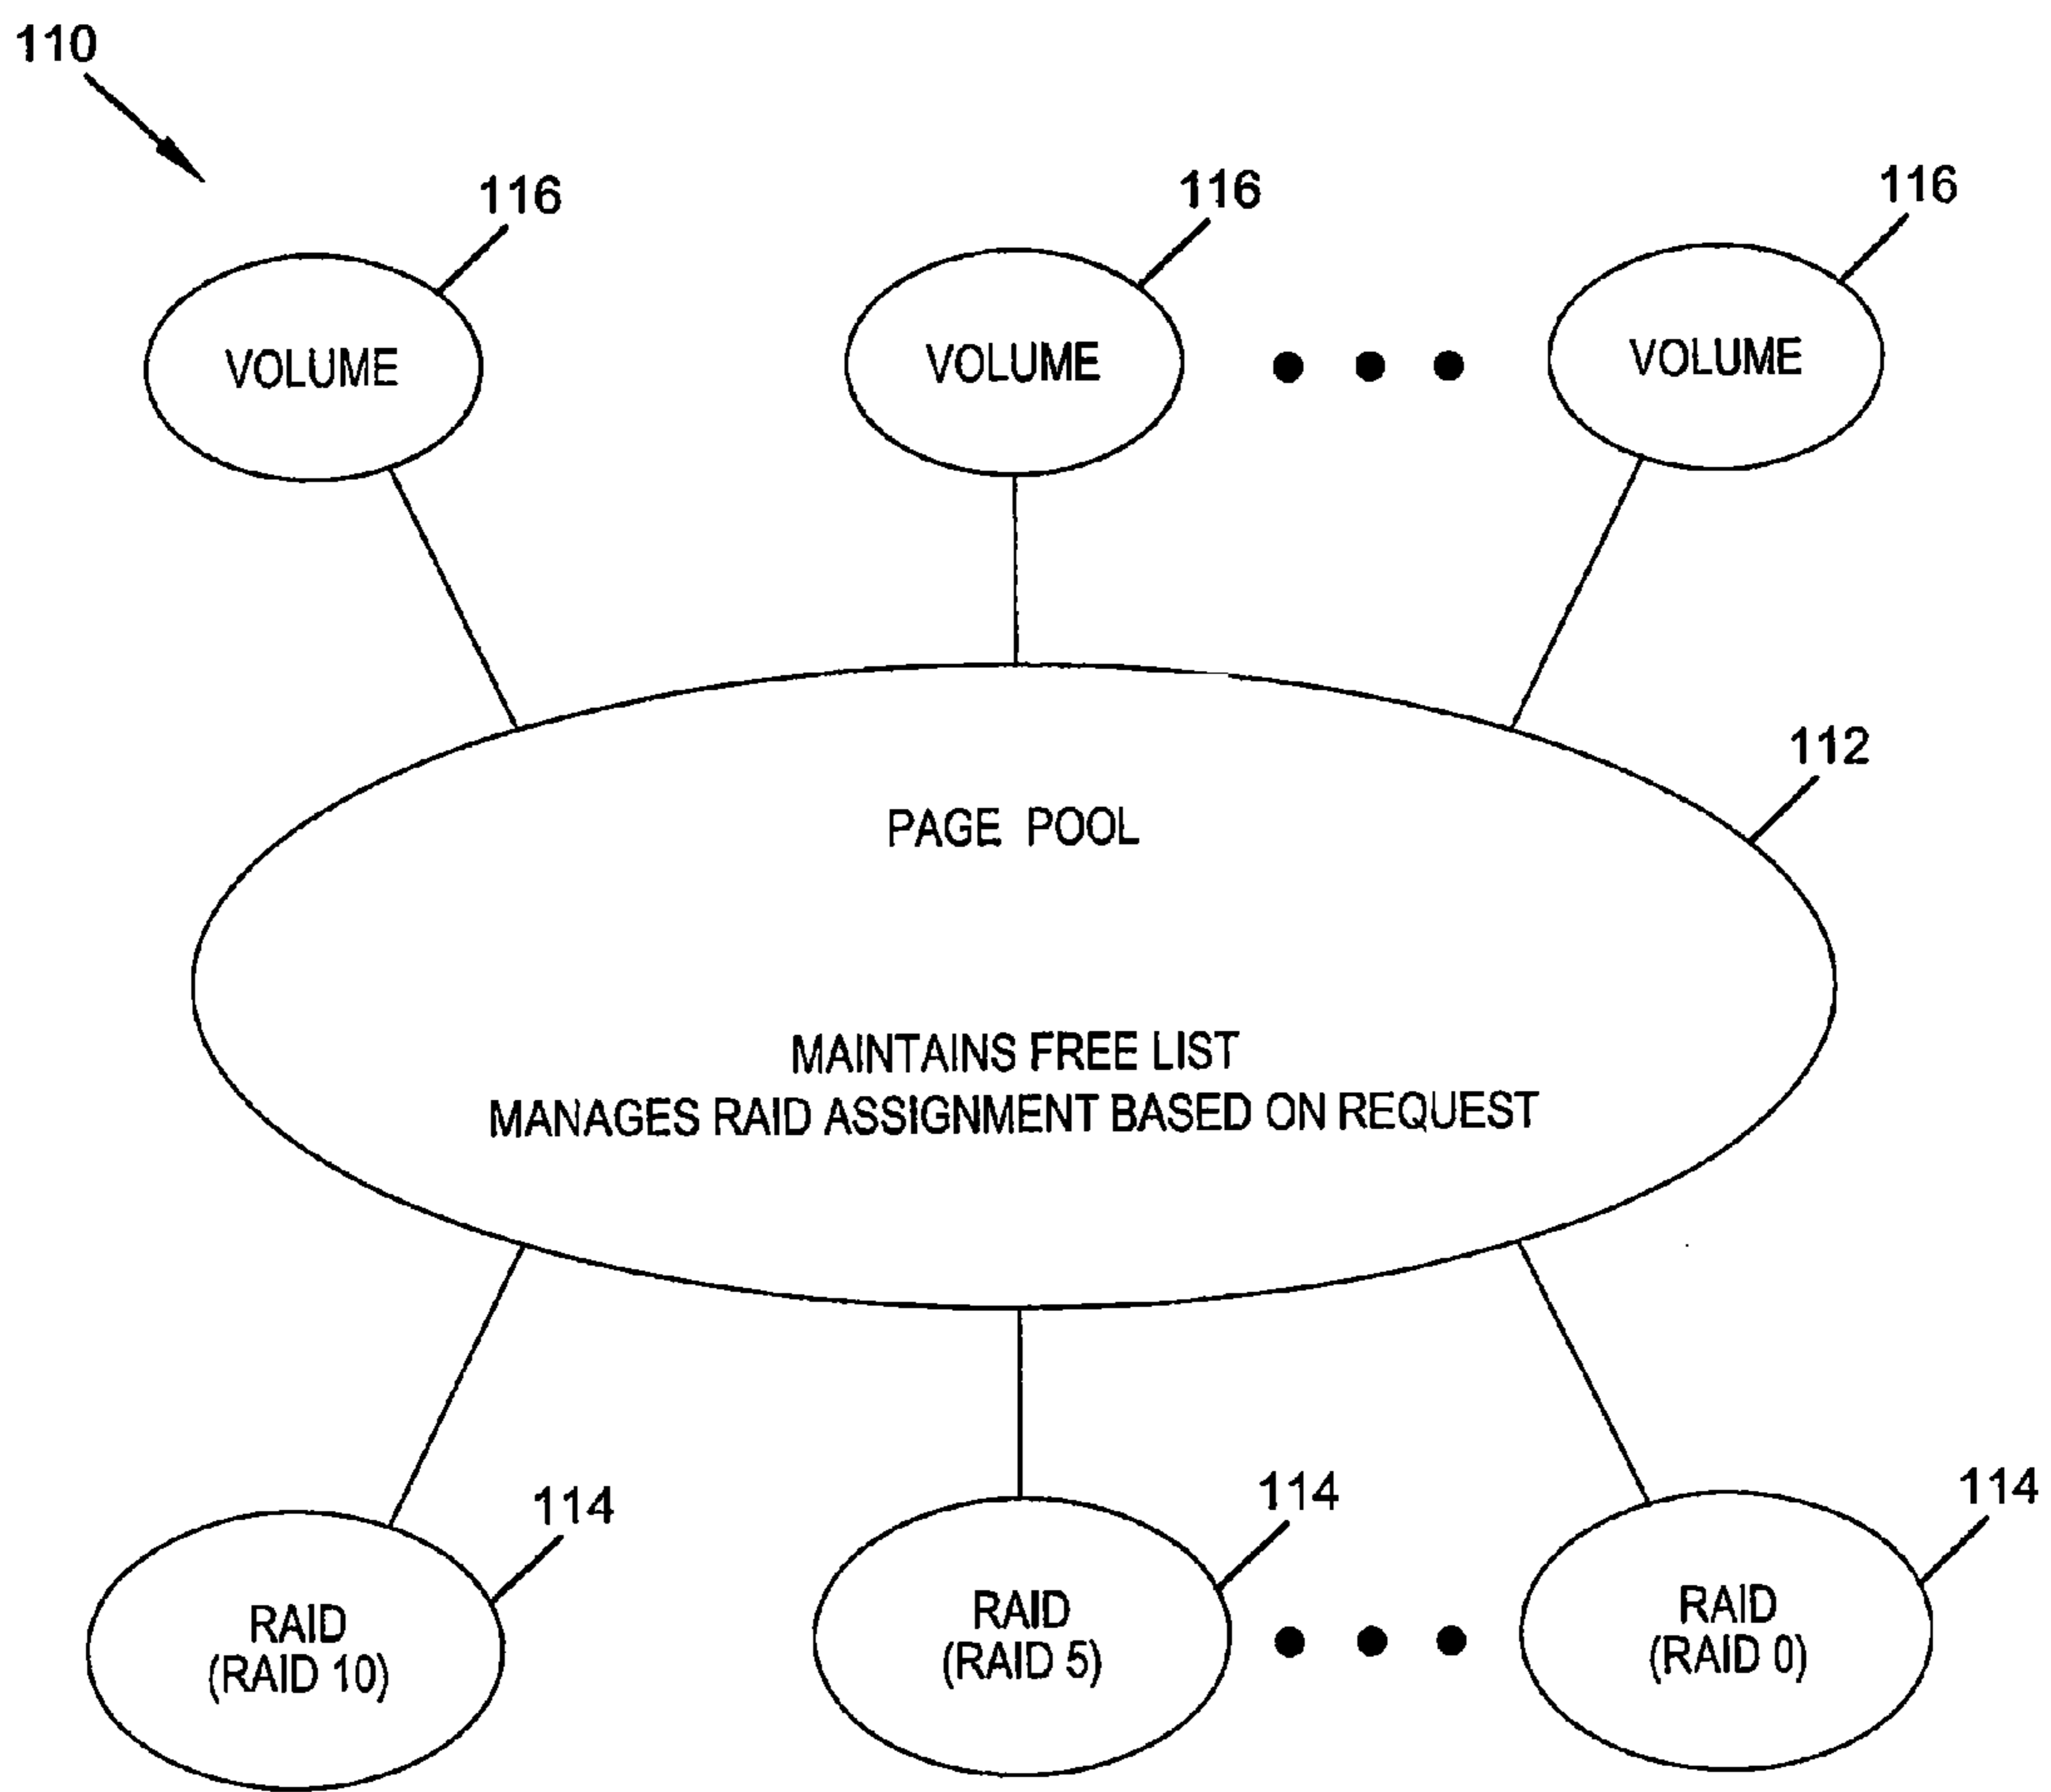 110
116
116
116
VOLUME
VOLUME
VOLUME
112
PAGE POOL
MAINTAINS FREE LIST
MANAGES RAID ASSIGNMENT BASED ON REQUEST
114
114
114
RAID
(RAID 10)
RAID
(RAID 5)
RAID
(RAID 0)